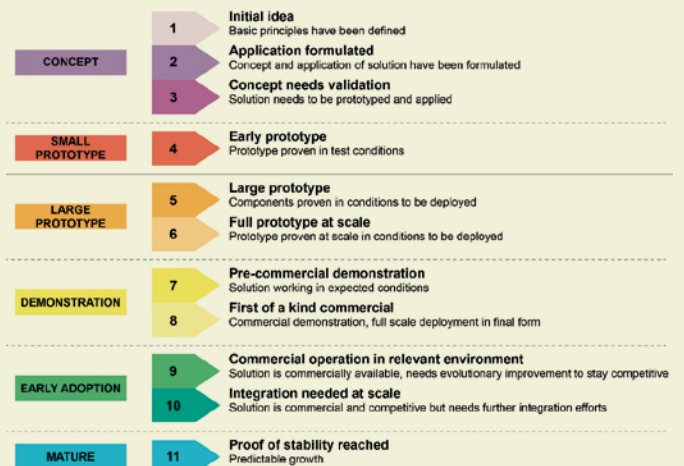 1
Initial idea
Basic principles have been defined
CONCEPT
2
Application formulated
Concept and application of solution have been formulated
3
Concept needs validation
Solution needs to be prototyped and applied
SMALL
PROTOTYPE
4
Early prototype
Prototype proven in test conditions
LARGE
PROTOTYPE
5
Large prototype
Components proven in conditions to be deployed
6
Full prototype at scale
Prototype proven at scale in conditions to be deployed
DEMONSTRATION
7
Pre-commercial demonstration
Solution working in expected conditions
8
First of a kind commercial
Commercial demonstration, full scale deployment in final form
EARLY ADOPTION
9
Commercial operation in relevant environment
Solution is commercially available, needs evolutionary improvement to stay competitive
10
Integration needed at scale
Solution is commercial and competitive but needs further integration efforts
MATURE
11
Proof of stability reached
Predictable growth